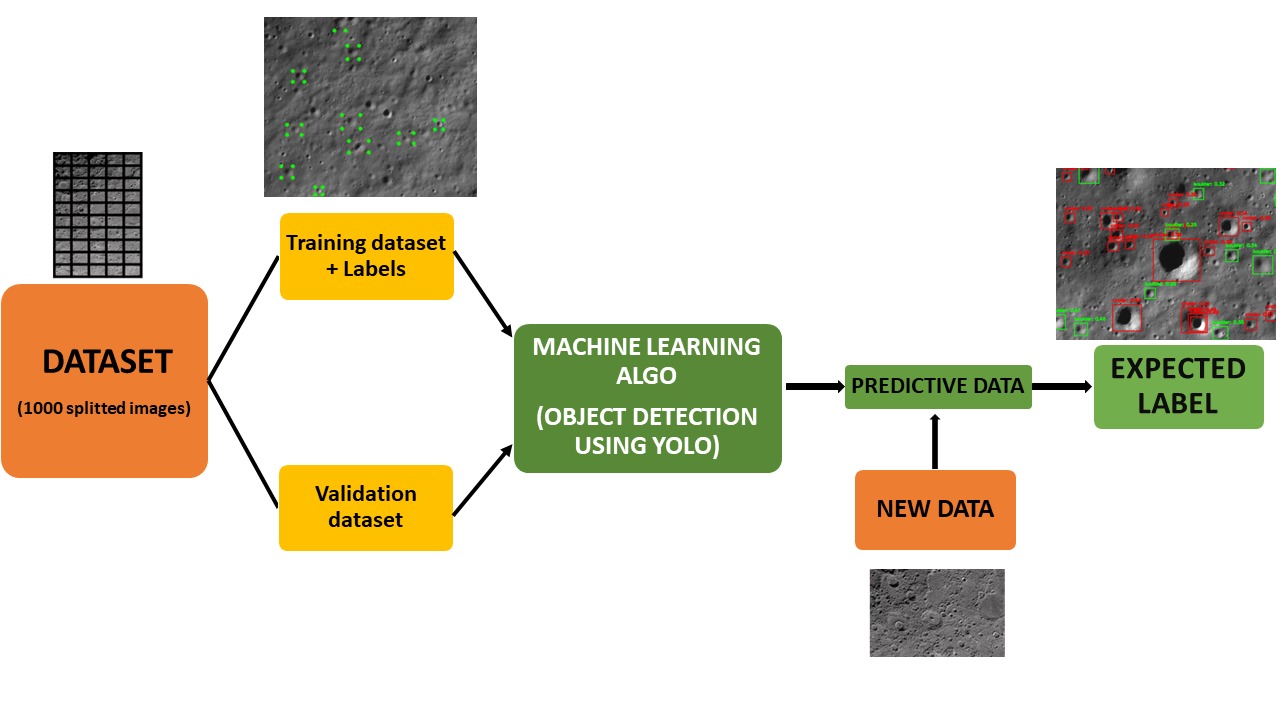 DATASET
(1000 splitted images)
Training dataset
+ Labels
Validation
dataset
MACHINE LEARNING
ALGO
(OBJECT DETECTION
USING YOLO)
PREDICTIVE DATA
NEW DATA
EXPECTED
LABEL